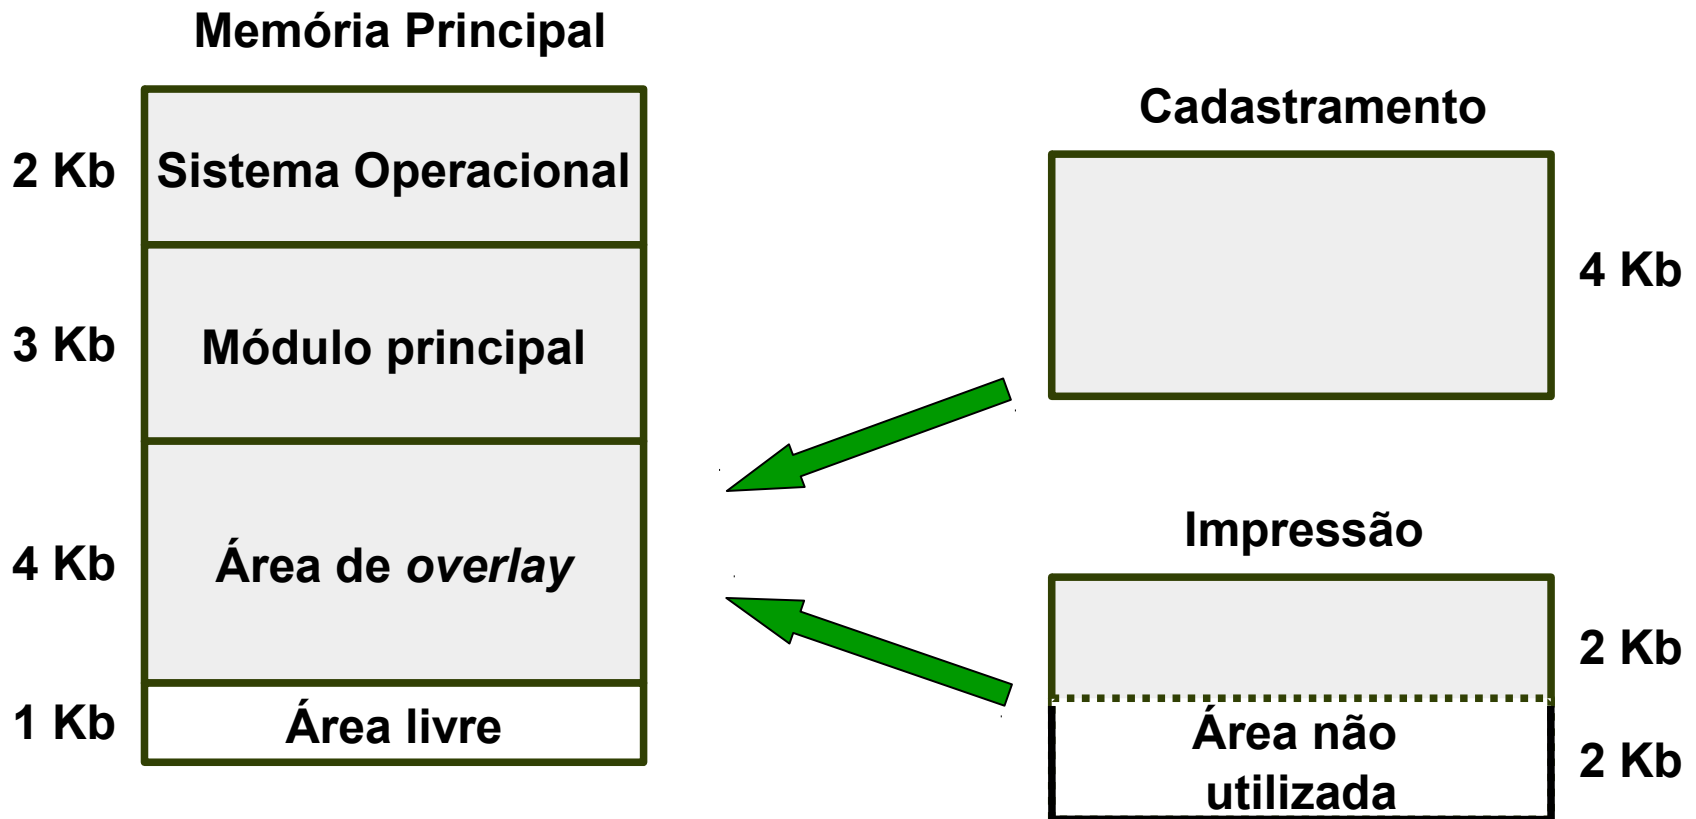 Memória Principal
2 Kb
Sistema Operacional
3 Kb
Módulo principal
4 Kb
Área de overlay
1 Kb
Área livre
Cadastramento
4 Kb
Impressão
2 Kb
Área não
utilizada
2 Kb